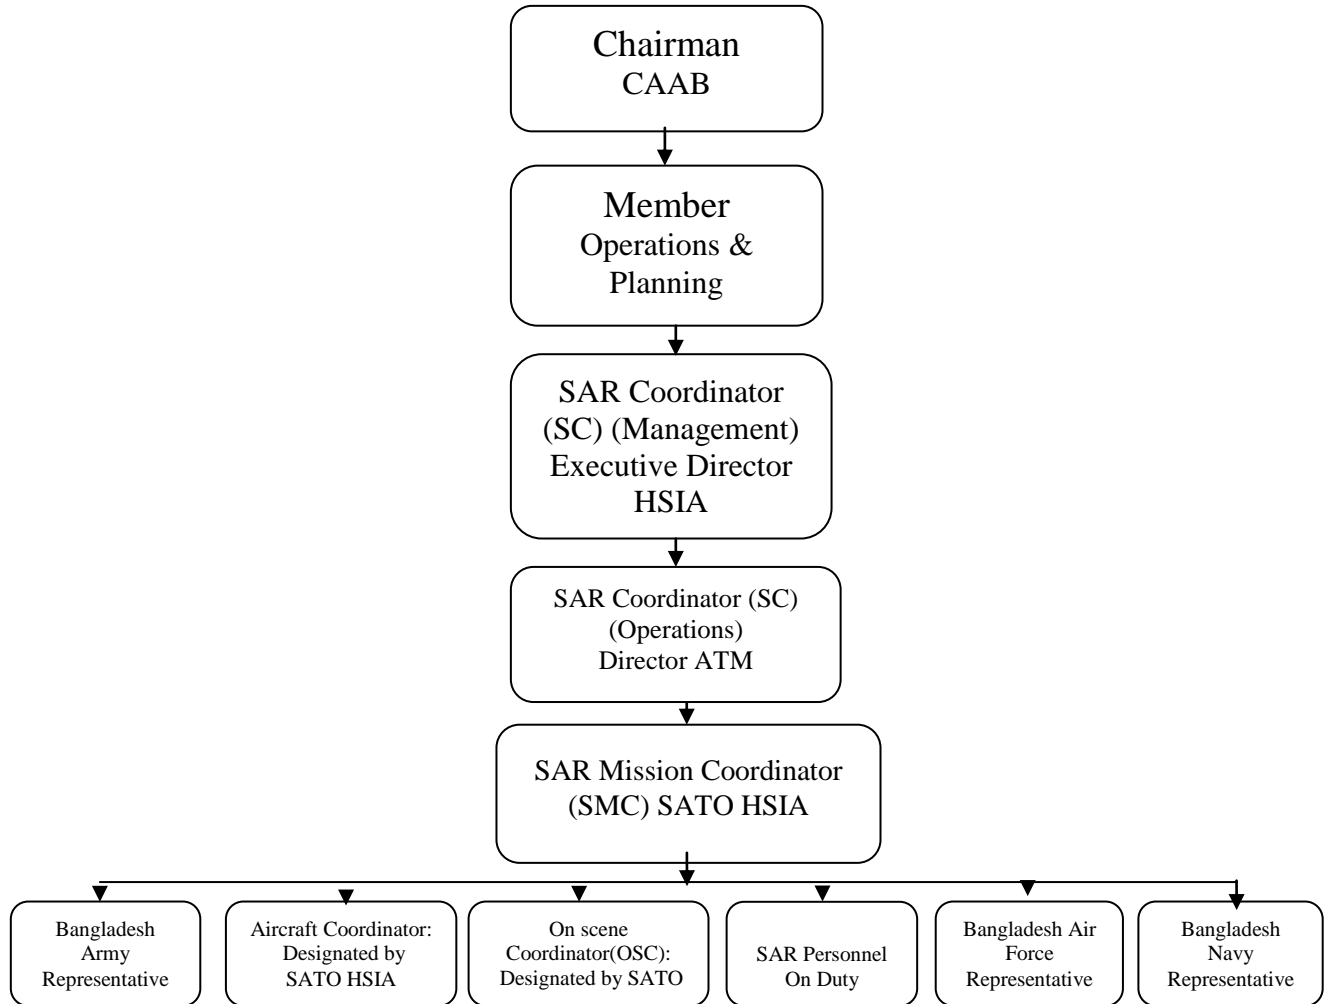 Chairman
CAAB
Member
Operations &
Planning
SAR Coordinator
(SC) (Management)
Executive Director
HSIA
SAR Coordinator (SC)
(Operations)
Director ATM
SAR Mission Coordinator
(SMC) SATO HSIA
Bangladesh
Army
Representative
Aircraft Coordinator:
Designated by
SATO HSIA
On scene
Coordinator(OSC):
Designated by SATO
SAR Personnel
On Duty
Bangladesh Air
Force
Representative
Bangladesh
Navy
Representative